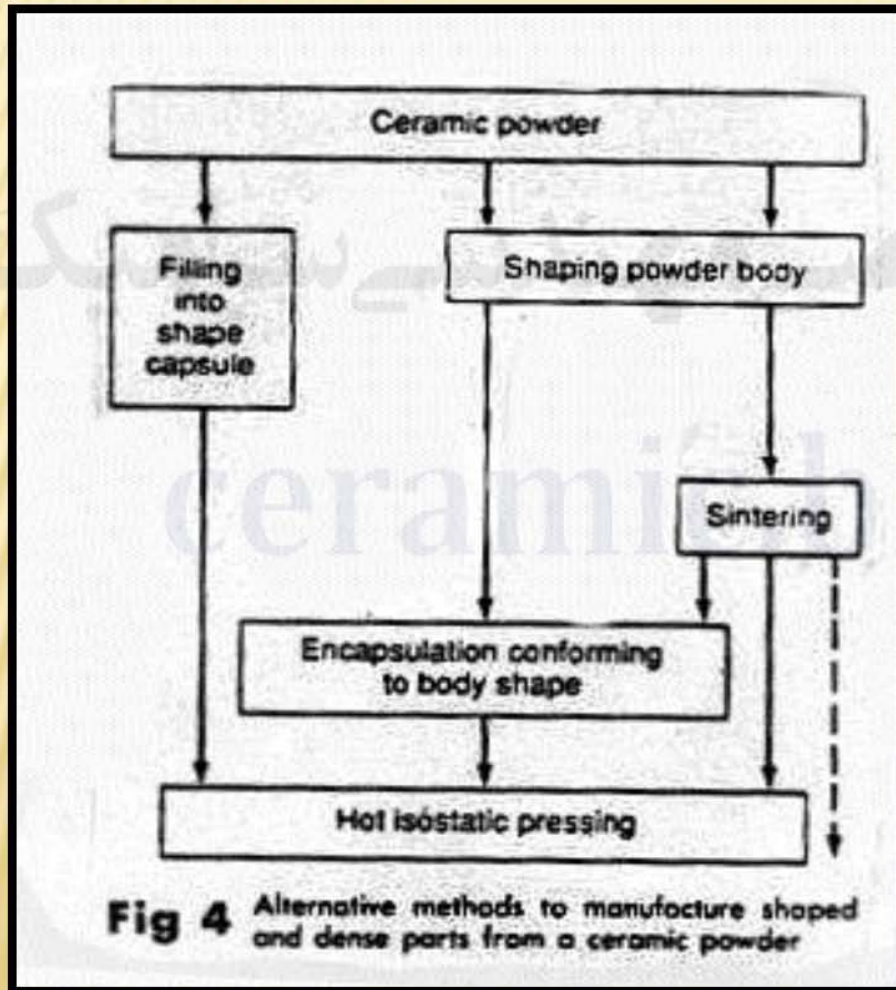 Ceramic powder
Filling
into
shape
capsule
Shaping powder body
Sintering
Encapsulation conforming
to body shape
Hot isostatic pressing
Fig 4 Alternative methods to manufacture shaped
and dense parts from a ceramic powder